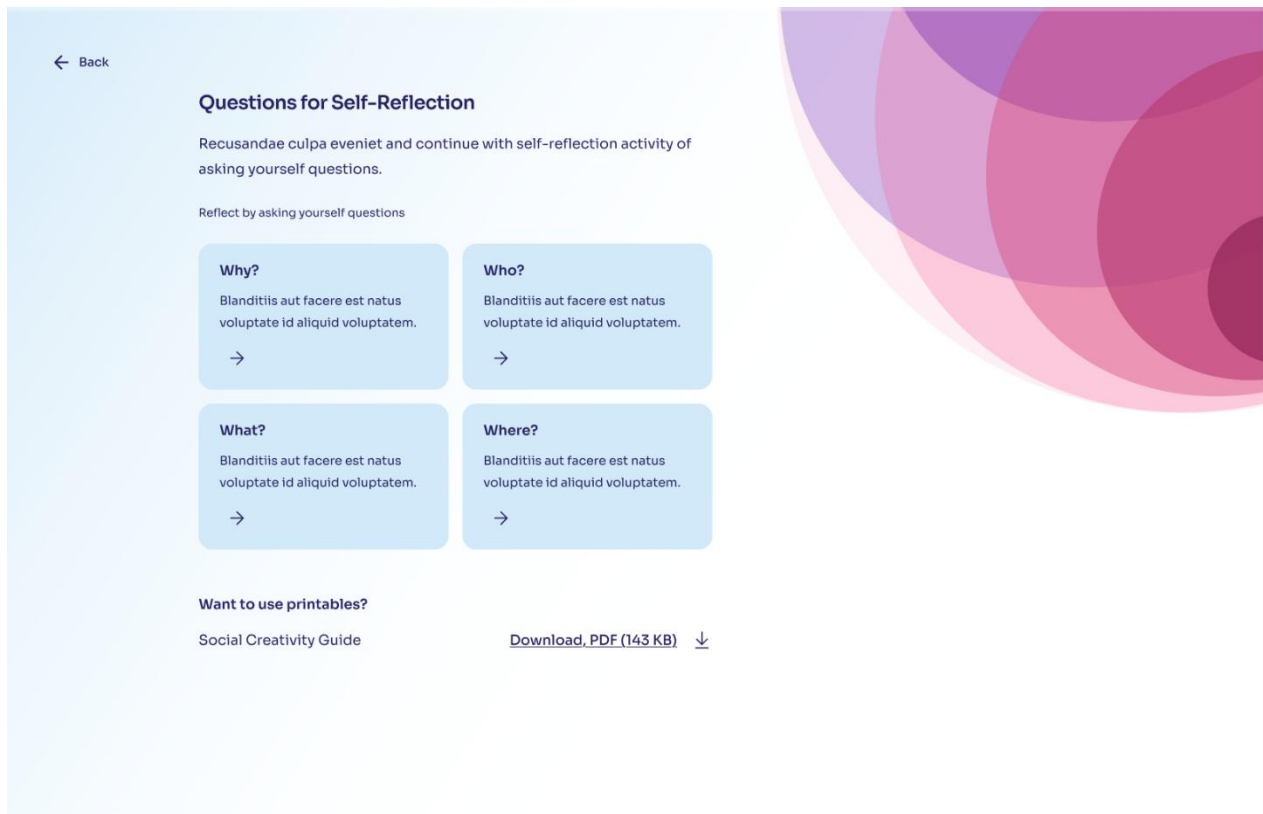 Back
Questions for Self-Reflection
Recusandae culpa eveniet and continue with self-reflection activity of
asking yourself questions.
Reflect by asking yourself questions
Why?
Blanditiis aut facere est natus
voluptate id aliquid voluptatem.
Who?
Blanditiis aut facere est natus
voluptate id aliquid voluptatem.
What?
Blanditiis aut facere est natus
voluptate id aliquid voluptatem.
Where?
Blanditiis aut facere est natus
voluptate id aliquid voluptatem.
Want to use printables?
Social Creativity Guide
Download, PDF (143 KB)